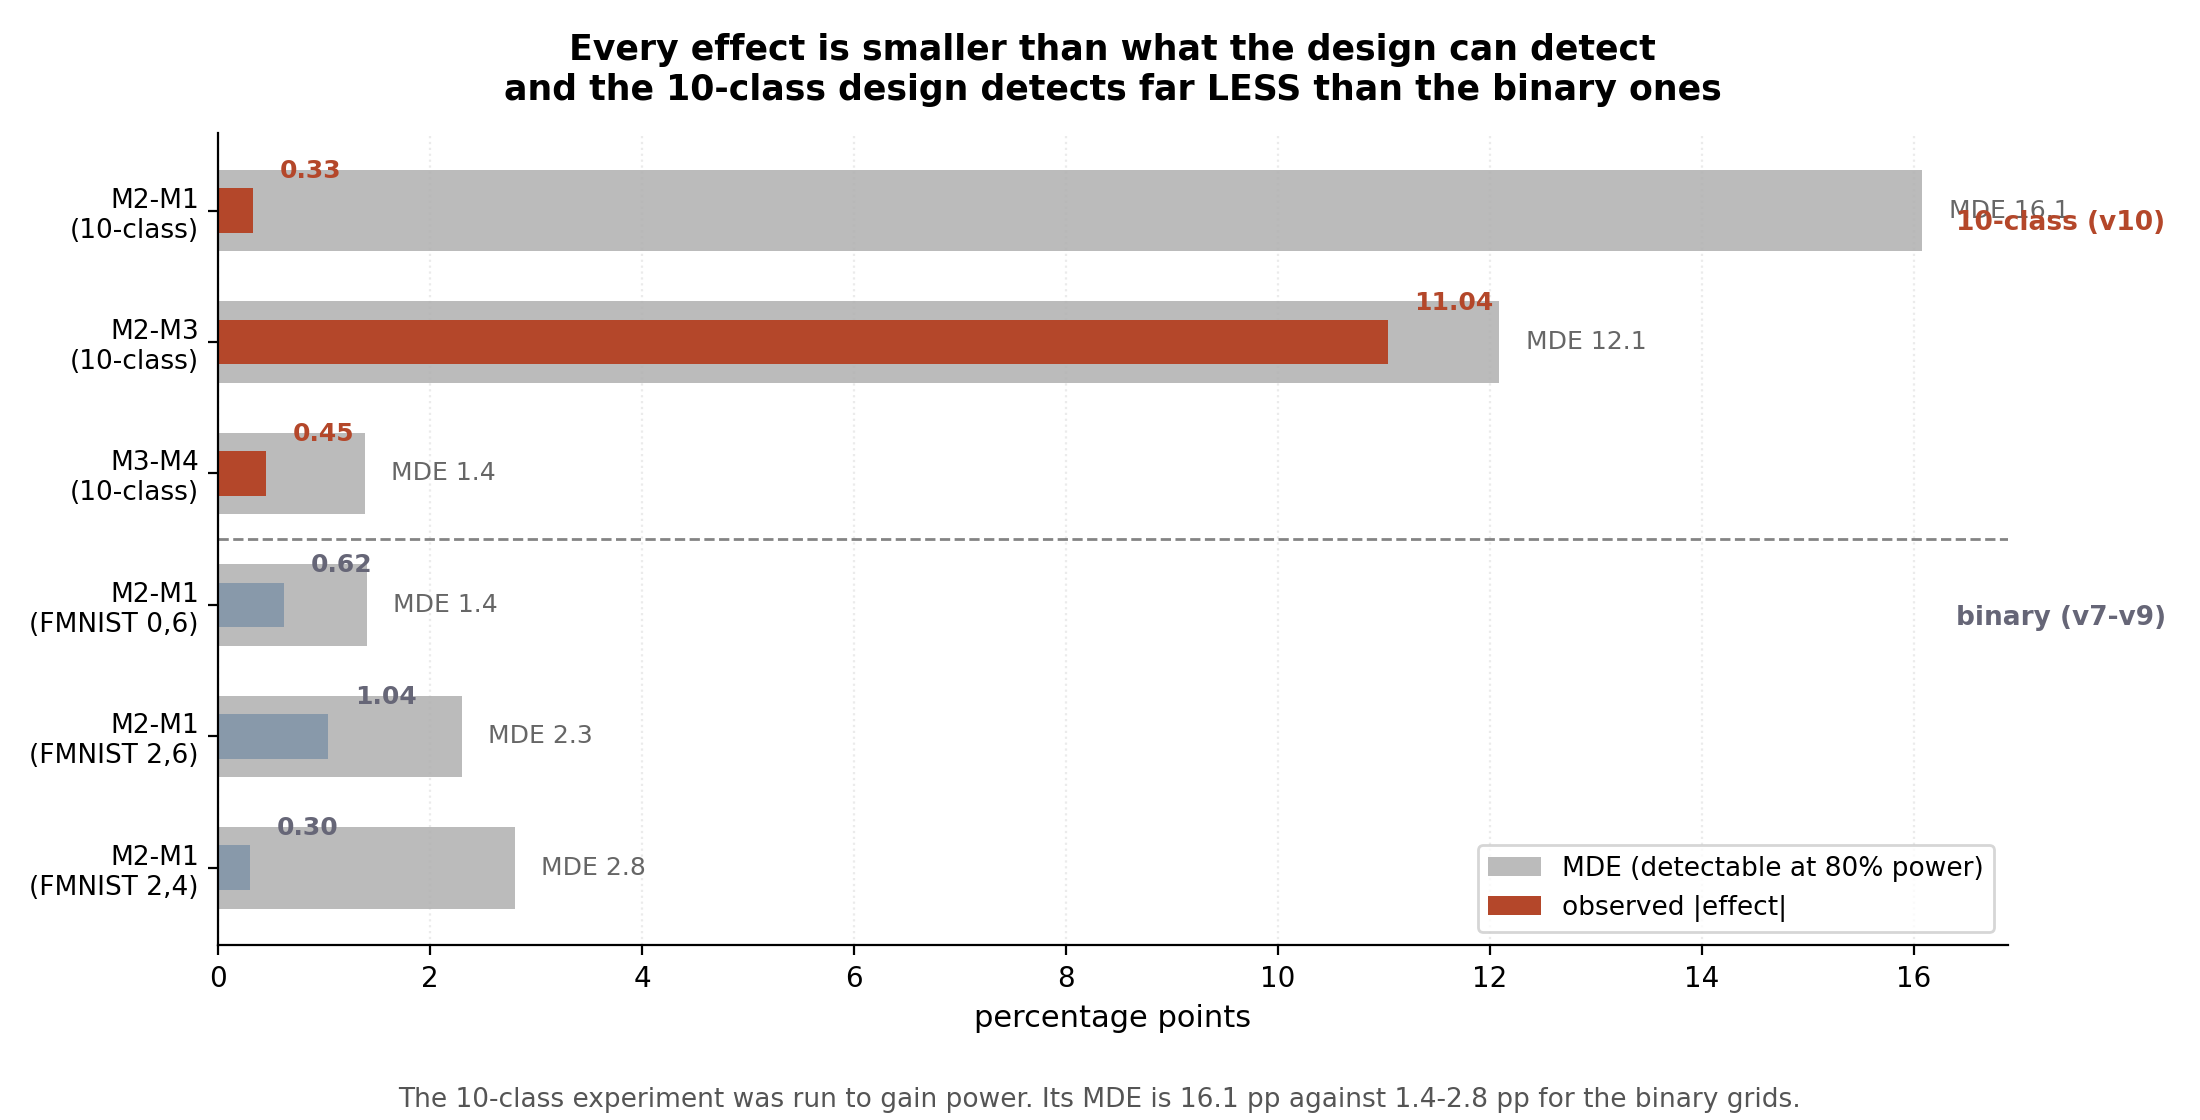 Every effect is smaller than what the design can detect
and the 10-class design detects far LESS than the binary ones
0.33
M2-M1
(10-class)
MDE 16.1
10-class (v10)
11.04
M2-M3
(10-class)
MDE 12.1
0.45
M3-M4
(10-class)
MDE 1.4
0.62
M2-M1
(FMNIST 0,6)
MDE 1.4
binary (v7-v9)
1.04
M2-M1
(FMNIST 2,6)
MDE 2.3
0.30
M2-M1
(FMNIST 2,4)
MDE 2.8
MDE (detectable at 80% power)
observed |effect|
0 2 4 6 8 10 12 14 16
percentage points
The 10-class experiment was run to gain power. Its MDE is 16.1 pp against 1.4-2.8 pp for the binary grids.